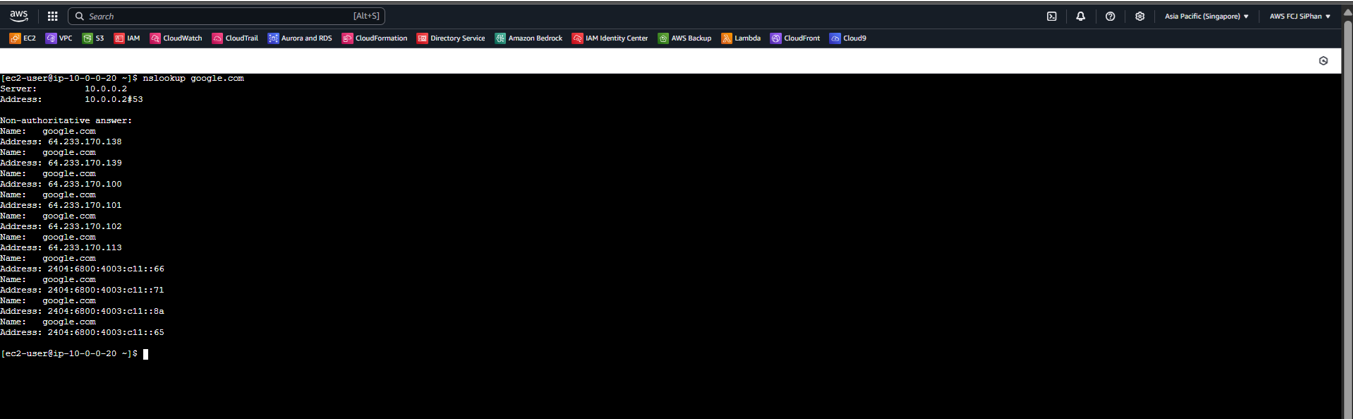 aws Search [Alt+S] Asia Pacific (Singapore) ▼ AWS FCJ SiPhan ▼
EC2 VPC S3 IAM CloudWatch CloudTrail Aurora and RDS CloudFormation Directory Service Amazon Bedrock IAM Identity Center AWS Backup Lambda CloudFront Cloud9
[ec2-user@ip-10-0-0-20 ~]$ nslookup google.com
Server: 10.0.0.2
Address: 10.0.0.2#53
Non-authoritative answer:
Name: google.com
Address: 64.233.170.138
Name: google.com
Address: 64.233.170.139
Name: google.com
Address: 64.233.170.100
Name: google.com
Address: 64.233.170.101
Name: google.com
Address: 64.233.170.102
Name: google.com
Address: 64.233.170.113
Name: google.com
Address: 2404:6800:4003:c11::66
Name: google.com
Address: 2404:6800:4003:c11::71
Name: google.com
Address: 2404:6800:4003:c11::8a
Name: google.com
Address: 2404:6800:4003:c11::65
[ec2-user@ip-10-0-0-20 ~]$